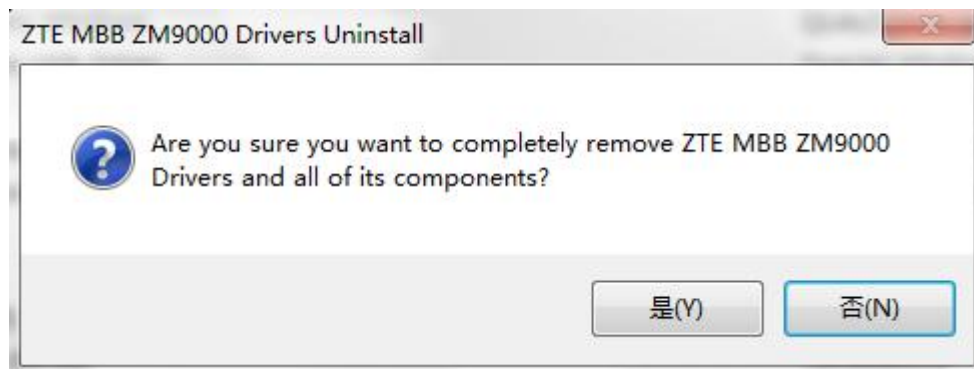 ZTE MBB ZM9000 Drivers Uninstall
Are you sure you want to completely remove ZTE MBB ZM9000
Drivers and all of its components?
是(Y)
否(N)